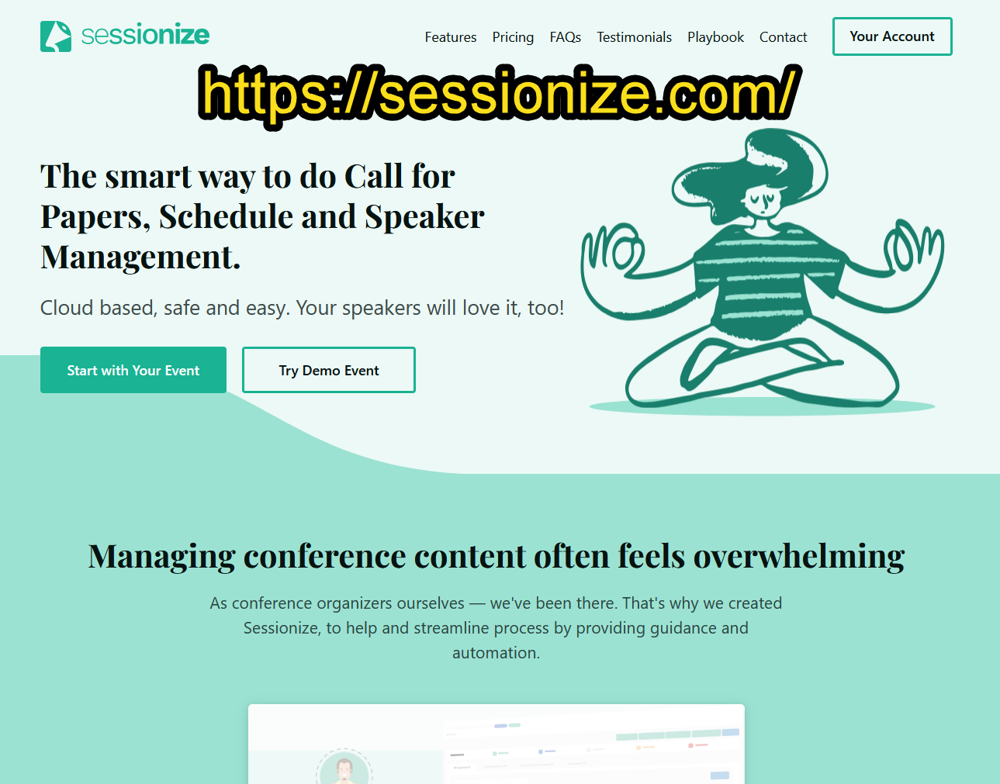 sessionize
Features Pricing FAQs Testimonials Playbook Contact Your Account
https://sessionize.com/
The smart way to do Call for
Papers, Schedule and Speaker
Management.
Cloud based, safe and easy. Your speakers will love it, too!
Start with Your Event Try Demo Event
Managing conference content often feels overwhelming
As conference organizers ourselves — we've been there. That's why we created
Sessionize, to help and streamline process by providing guidance and
automation.